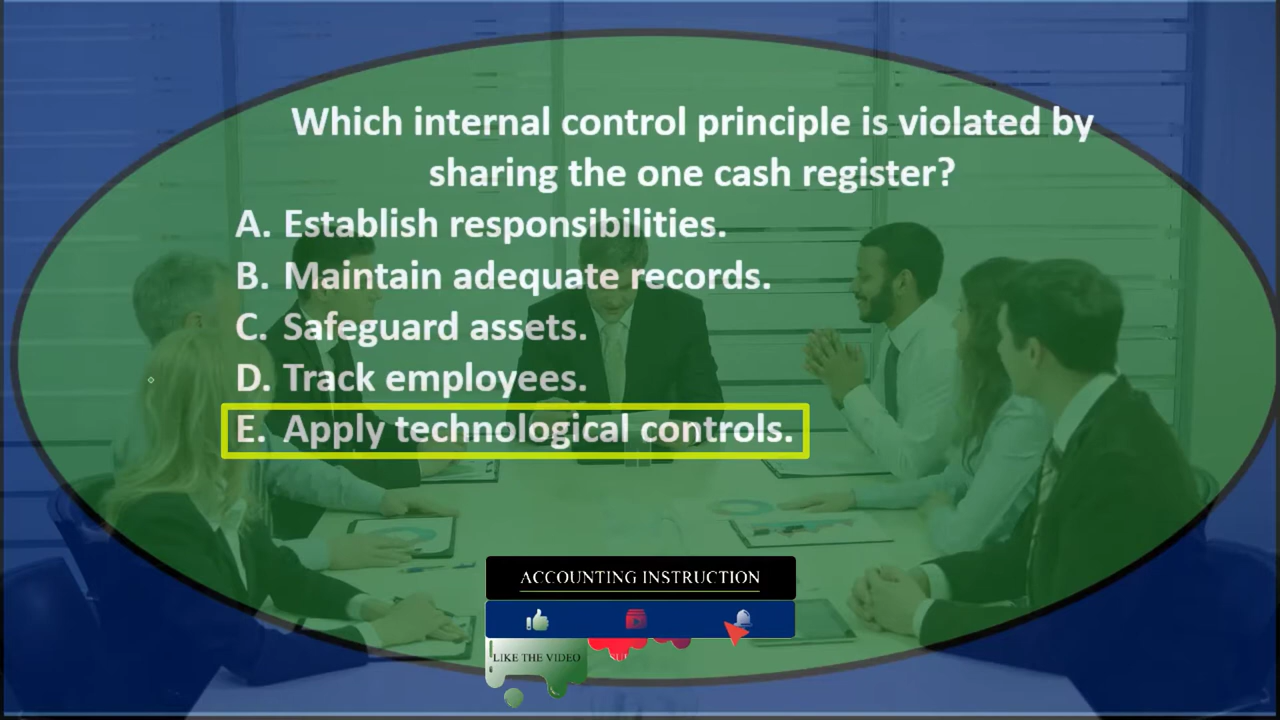 Which internal control principle is violated by
sharing the one cash register?
A. Establish responsibilities.
B. Maintain adequate records.
C. Safeguard assets.
D. Track employees.
E. Apply technological controls.
ACCOUNTING INSTRUCTION
LIKE THE VIDEO